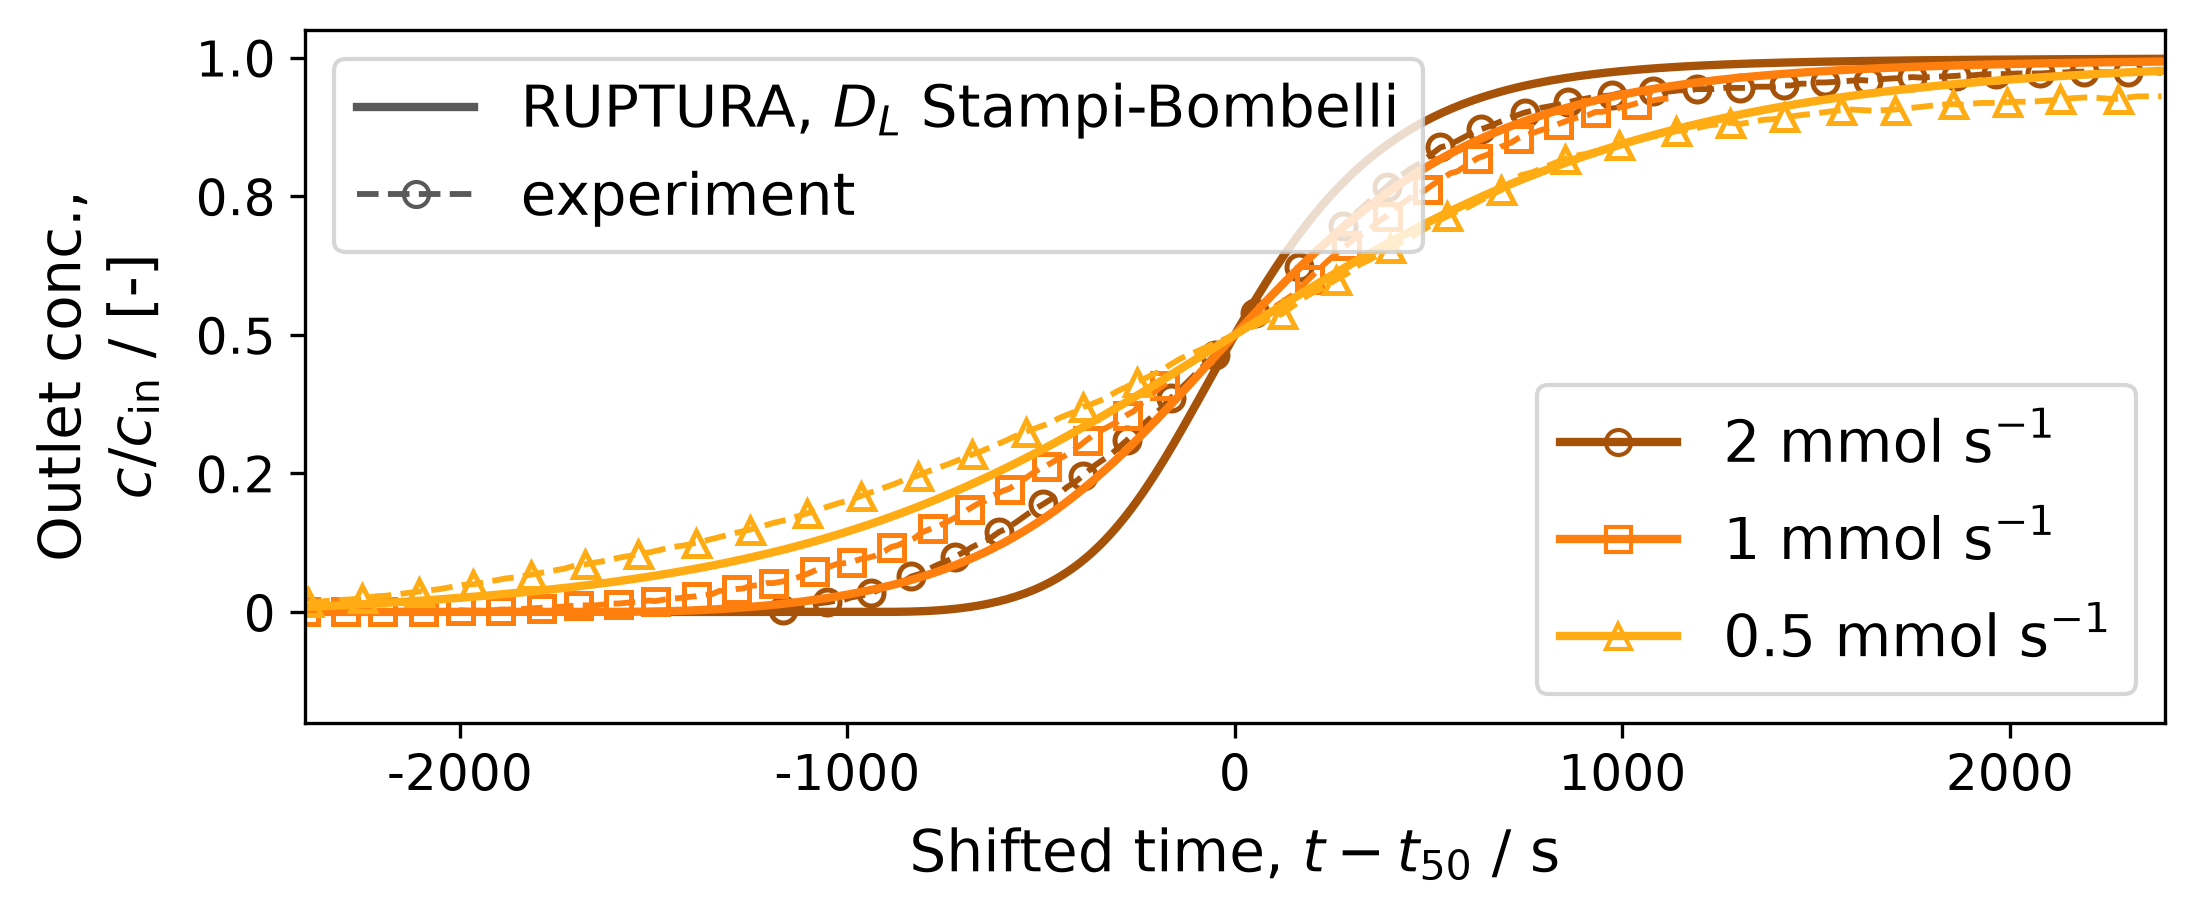 Outlet conc.,
c/c_in / [-]
1.0
0.8
0.5
0.2
0
RUPTURA, D_L Stampi-Bombelli
experiment
2 mmol s⁻¹
1 mmol s⁻¹
0.5 mmol s⁻¹
-2000 -1000 0 1000 2000
Shifted time, t − t₅₀ / s